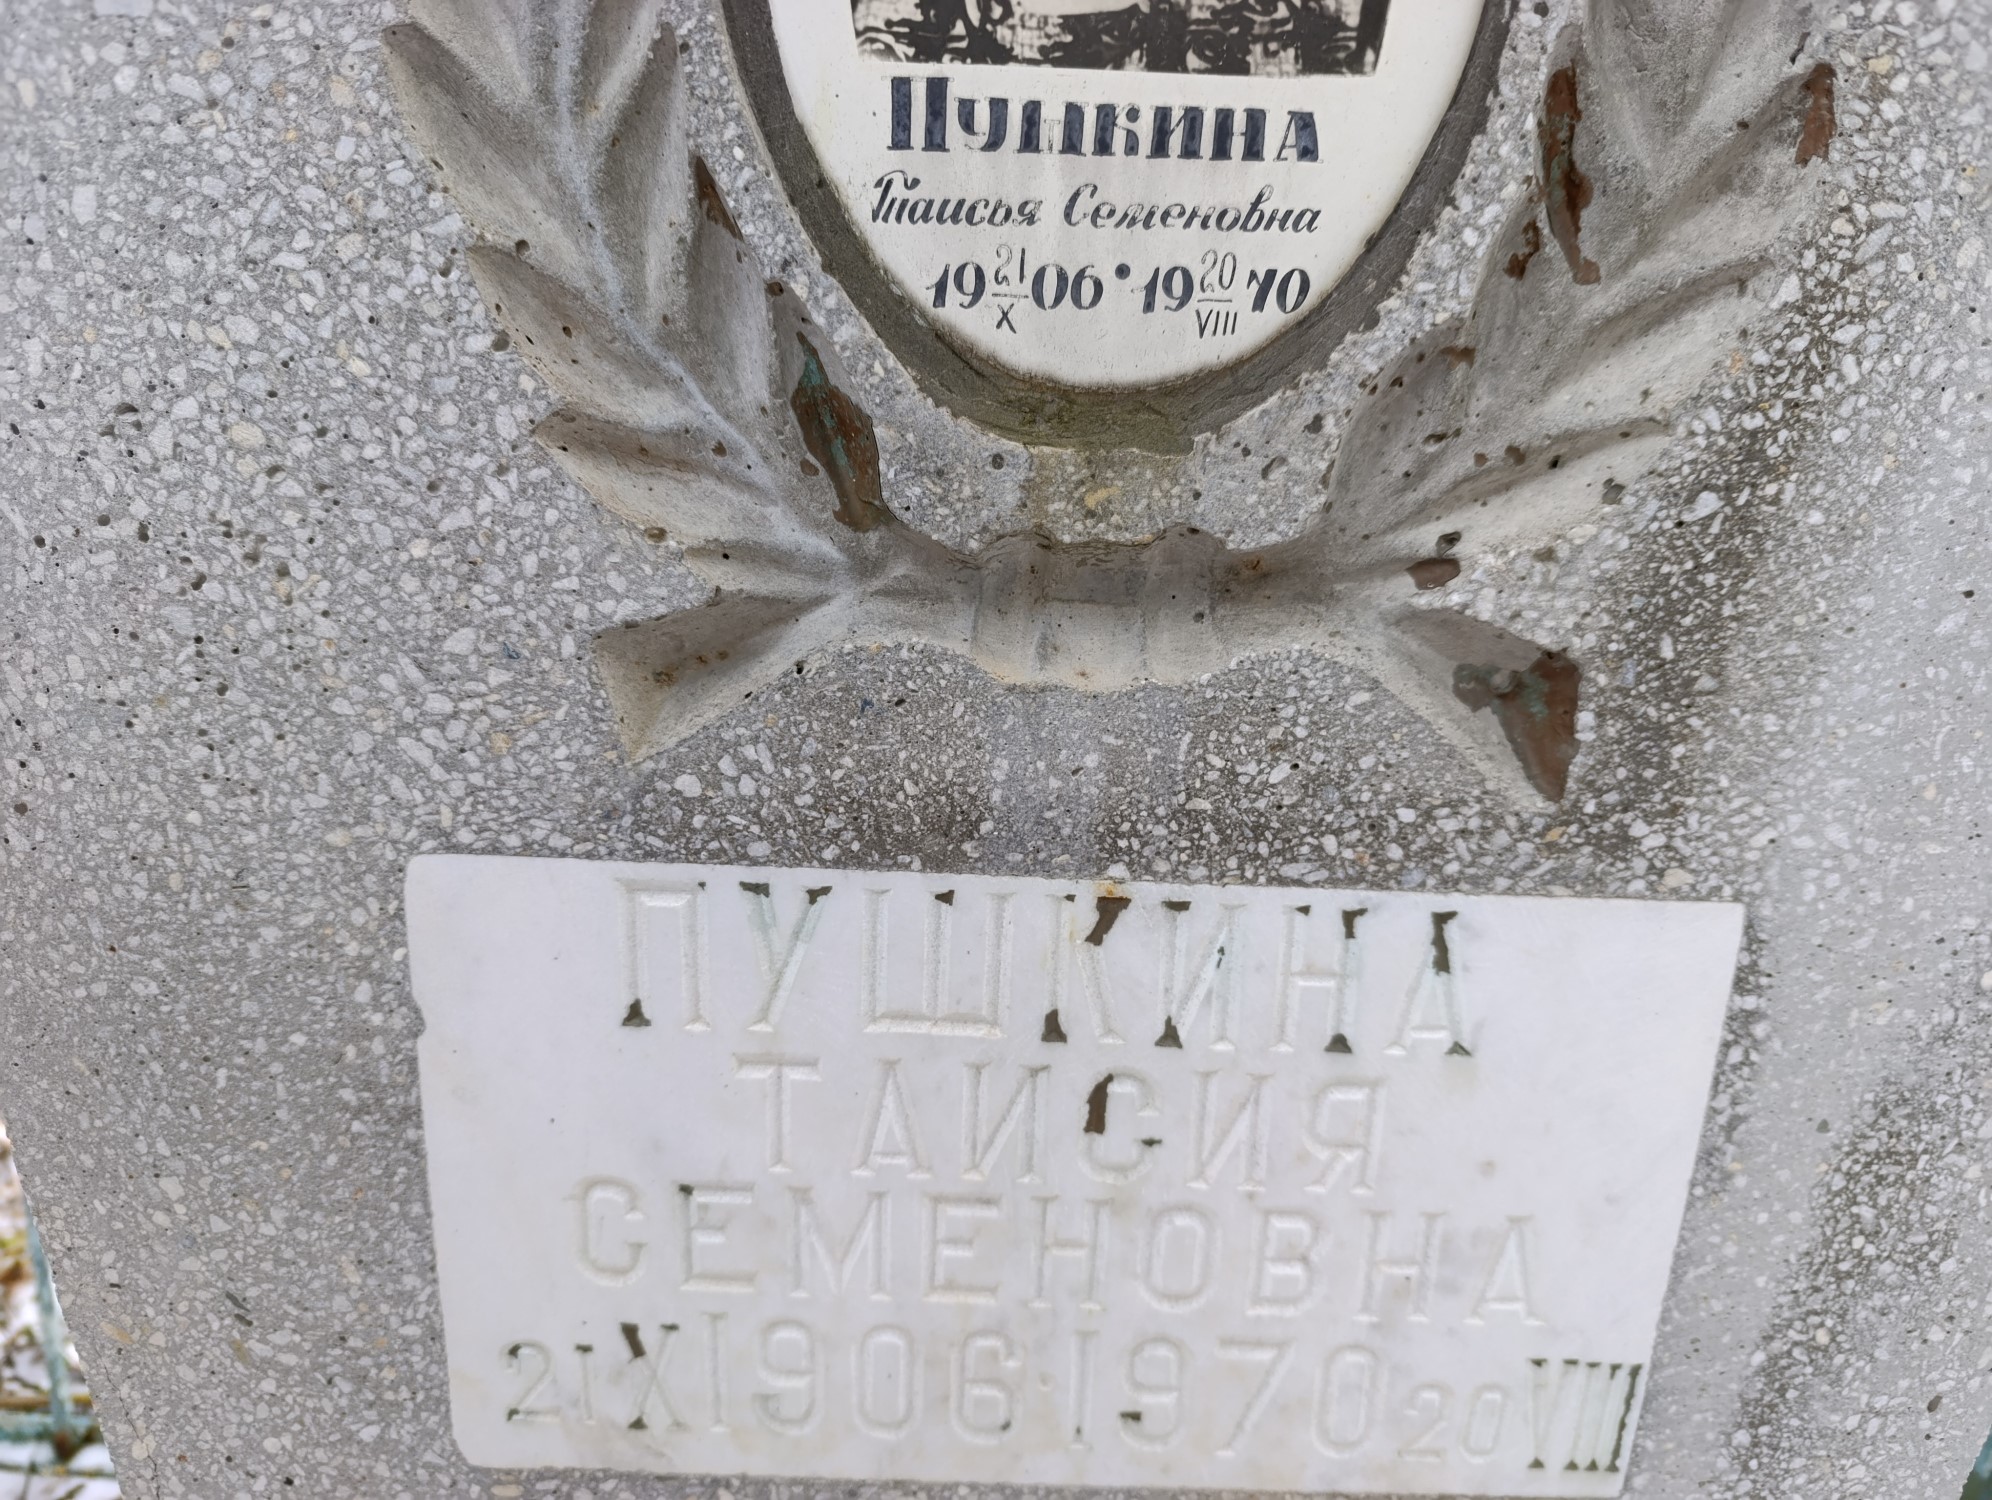 ПУШКИНА
Таисья Семеновна
19 21/X 06 • 19 20/VIII 70
ПУШКИНА
ТАИСИЯ
СЕМЕНОВНА
21 X 1906 1970 20 VIII